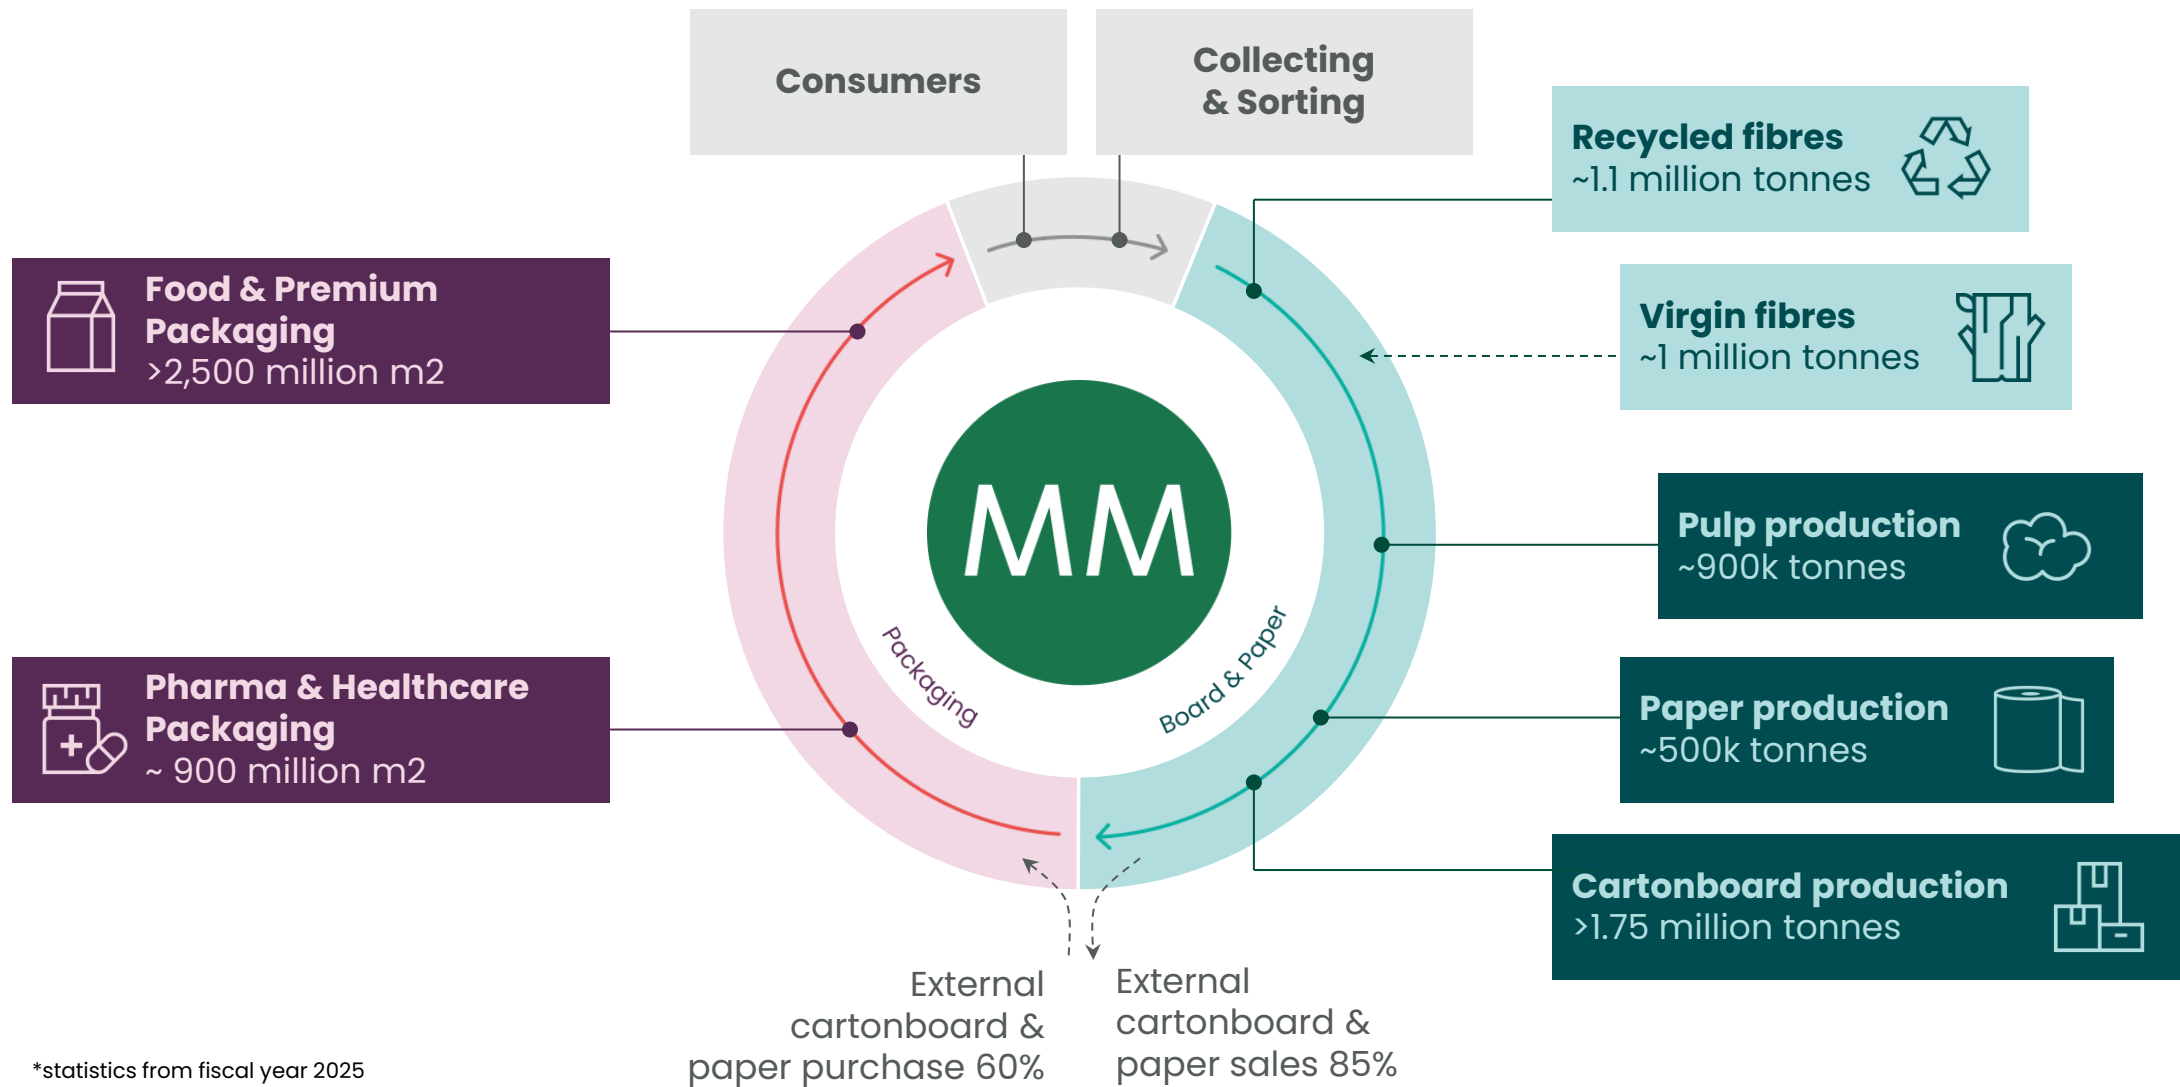 Consumers
Collecting
& Sorting
Recycled fibres
~1.1 million tonnes
Virgin fibres
~1 million tonnes
Food & Premium
Packaging
>2,500 million m2
MM
Pulp production
~900k tonnes
Packaging
Board & Paper
Pharma & Healthcare
Packaging
~ 900 million m2
Paper production
~500k tonnes
Cartonboard production
>1.75 million tonnes
External
cartonboard &
paper purchase 60%
External
cartonboard &
paper sales 85%
*statistics from fiscal year 2025